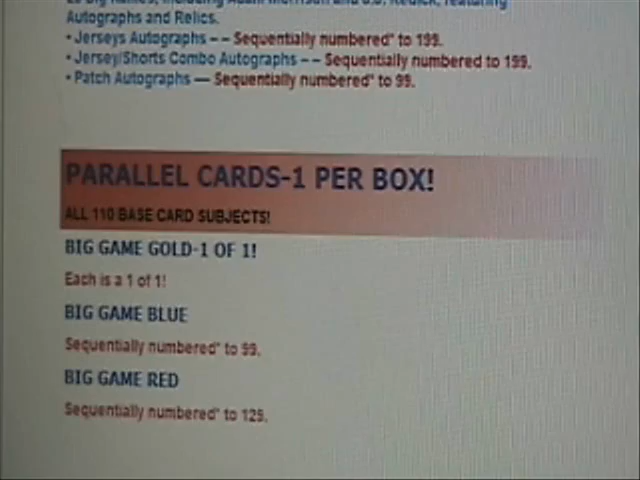 Autographs and Relics.
• Jerseys Autographs – – Sequentially numbered* to 199.
• Jersey/Shorts Combo Autographs – – Sequentially numbered to 199.
• Patch Autographs — Sequentially numbered* to 99.
PARALLEL CARDS-1 PER BOX!
ALL 110 BASE CARD SUBJECTS!
BIG GAME GOLD-1 OF 1!
Each is a 1 of 1!
BIG GAME BLUE
Sequentially numbered* to 99.
BIG GAME RED
Sequentially numbered* to 125.